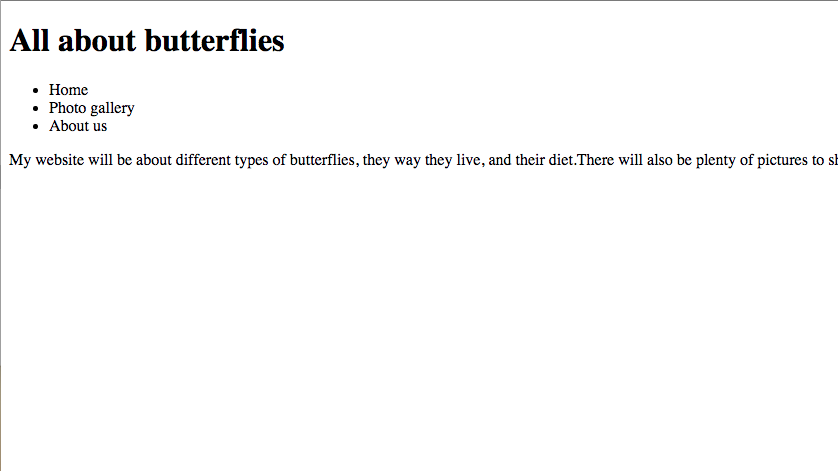 All about butterflies
Home
Photo gallery
About us
My website will be about different types of butterflies, they way they live, and their diet.There will also be plenty of pictures to